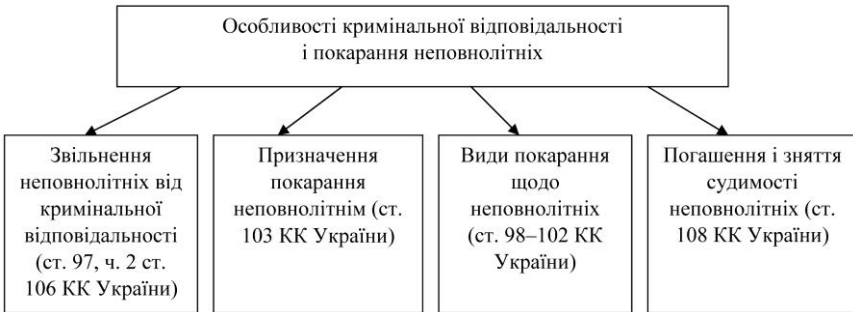 Особливості кримінальної відповідальності
і покарання неповнолітніх
Звільнення
неповнолітніх від
кримінальної
відповідальності
(ст. 97, ч. 2 ст.
106 КК України)
Призначення
покарання
неповнолітнім (ст.
103 КК України)
Види покарання
щодо
неповнолітніх
(ст. 98–102 КК
України)
Погашення і зняття
судимості
неповнолітніх (ст.
108 КК України)